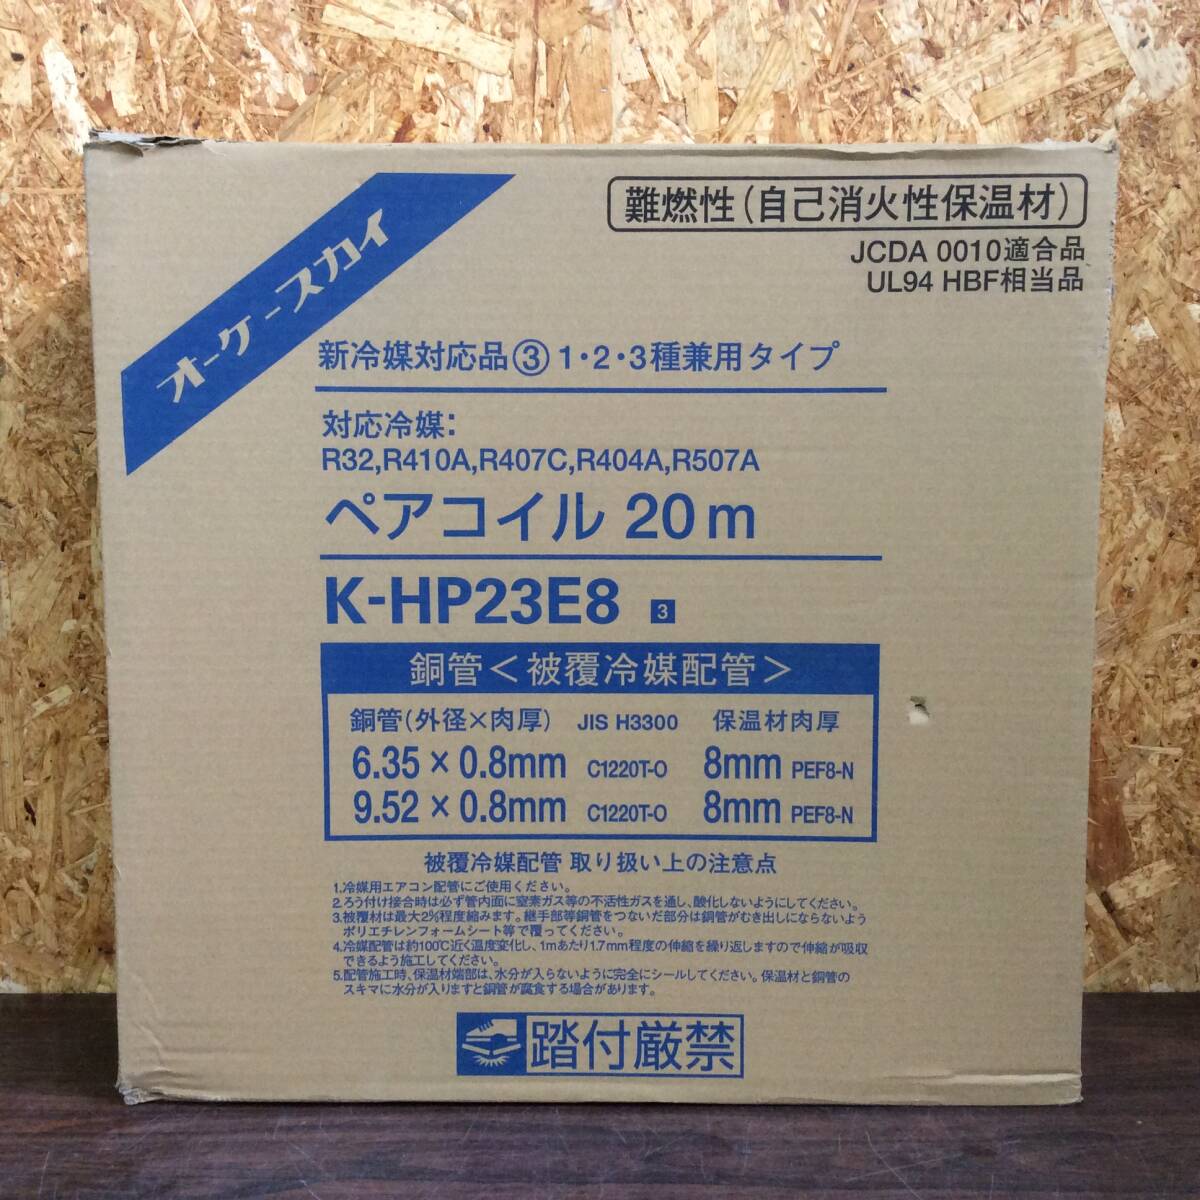 オーケースカイ
難燃性(自己消火性保温材)
JCDA 0010適合品
UL94 HBF相当品
新冷媒対応品③1・2・3種兼用タイプ
対応冷媒:
R32,R410A,R407C,R404A,R507A
ペアコイル 20m
K-HP23E8 3
銅管<被覆冷媒配管>
銅管(外径×肉厚) JIS H3300 保温材肉厚
6.35×0.8mm C1220T-O 8mm PEF8-N
9.52×0.8mm C1220T-O 8mm PEF8-N
被覆冷媒配管 取り扱い上の注意点
1.冷媒用エアコン配管にご使用ください。
2.ろう付け接合時は必ず管内面に窒素ガス等の不活性ガスを通し、酸化しないようにしてください。
3.被覆材は最大2%程度縮みます。継手部等銅管をつないだ部分は銅管がむき出しにならないよう
ポリエチレンフォームシート等で覆ってください。
4.冷媒配管は約100℃近く温度変化し、1mあたり1.7mm程度の伸縮を繰り返しますので伸縮が吸収
できるよう施工してください。
5.配管施工時、保温材端部は、水分が入らないように完全にシールしてください。保温材と銅管の
スキマに水分が入りますと銅管が腐食する場合があります。
踏付厳禁